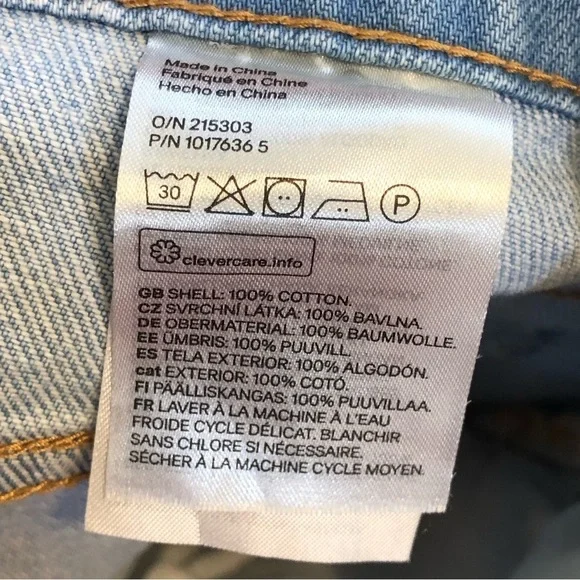 Made in China
Fabriqué en Chine
Hecho en China
O/N 215303
P/N 1017636 5
30
P
clevercare.info
GB SHELL: 100% COTTON.
CZ SVRCHNÍ LÁTKA: 100% BAVLNA.
DE OBERMATERIAL: 100% BAUMWOLLE.
EE ÜMBRIS: 100% PUUVILL.
ES TELA EXTERIOR: 100% ALGODÓN.
cat EXTERIOR: 100% COTÓ.
FI PÄÄLLISKANGAS: 100% PUUVILLAA.
FR LAVER À LA MACHINE À L'EAU
FROIDE CYCLE DÉLICAT. BLANCHIR
SANS CHLORE SI NÉCESSAIRE.
SÉCHER À LA MACHINE CYCLE MOYEN.